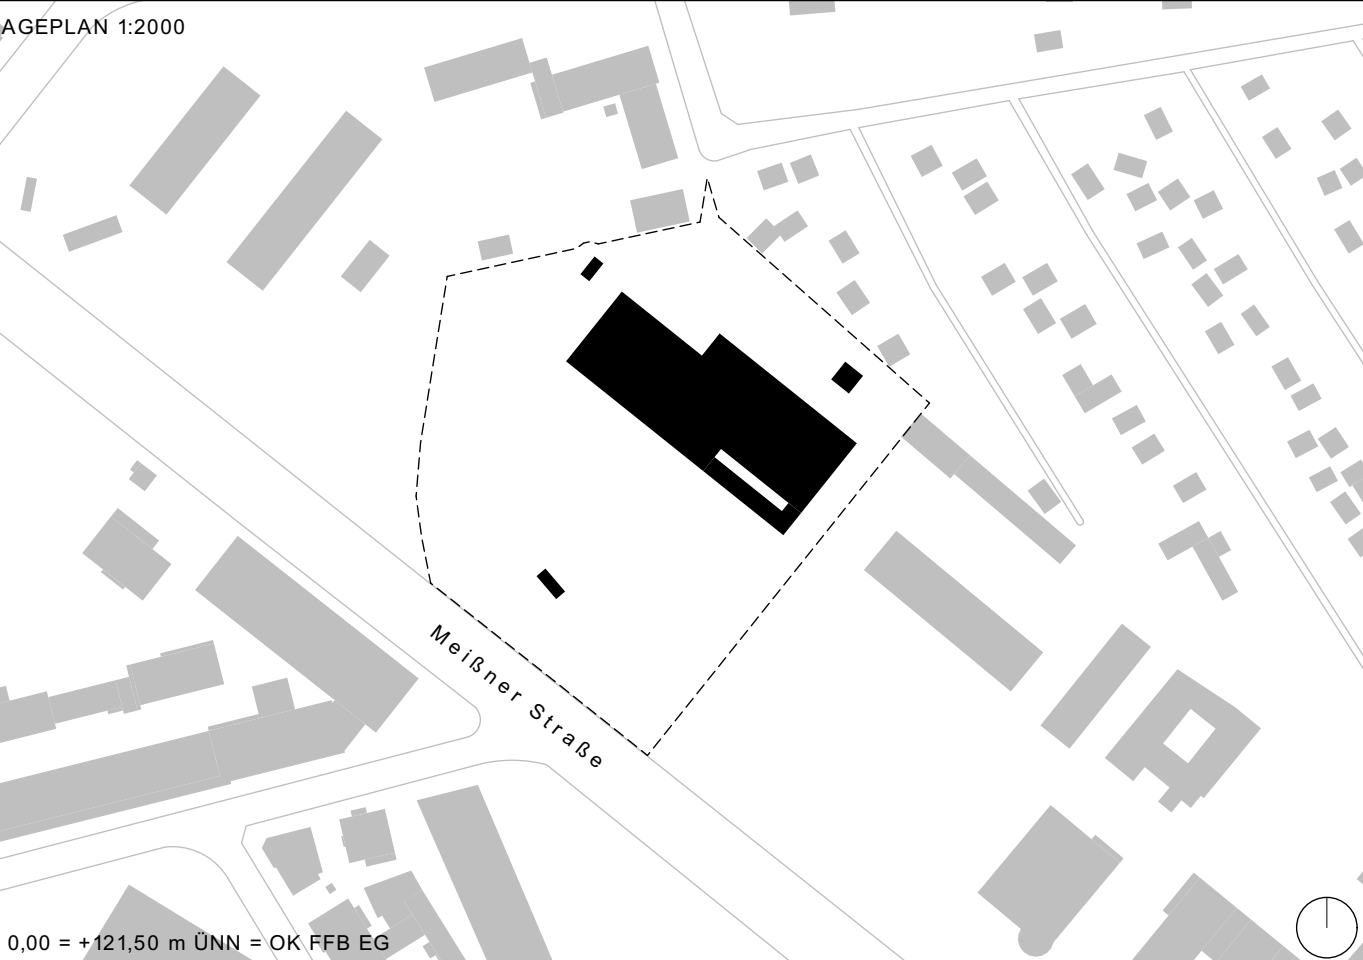 AGEPLAN 1:2000
Meißner Straße
0,00 = +121,50 m ÜNN = OK FFB EG